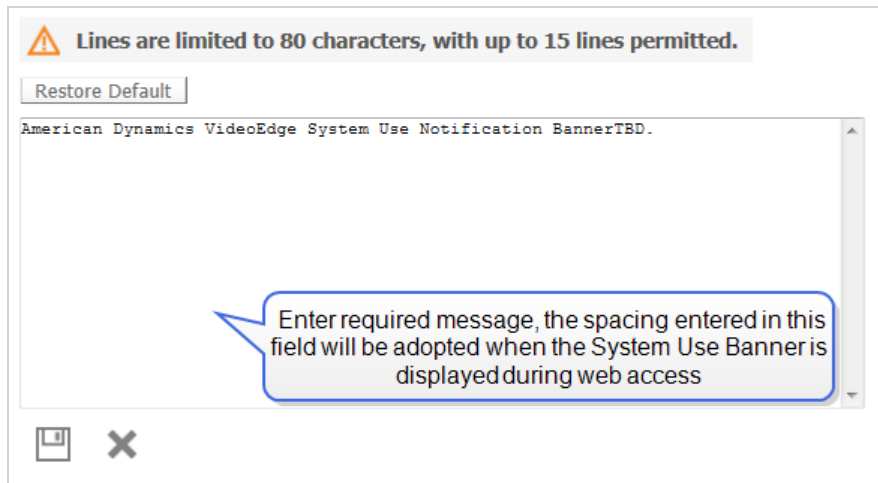 Lines are limited to 80 characters, with up to 15 lines permitted.
Restore Default
American Dynamics VideoEdge System Use Notification BannerTBD.
Enter required message, the spacing entered in this
field will be adopted when the System Use Banner is
displayed during web access